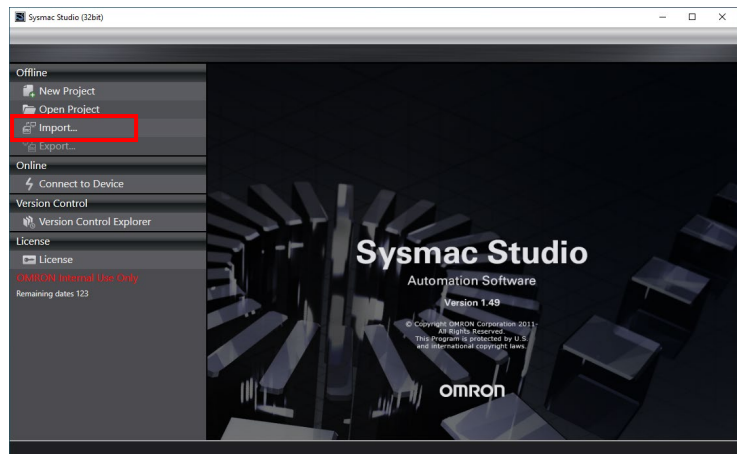 Sysmac Studio (32bit)
Offline
New Project
Open Project
Import...
Export...
Online
Connect to Device
Version Control
Version Control Explorer
License
License
OMRON Internal Use Only
Remaining dates 123
Sysmac Studio
Automation Software
Version 1.49
© Copyright OMRON Corporation 2011-
All Rights Reserved.
This Program is protected by U.S.
and international copyright laws.
OMRON